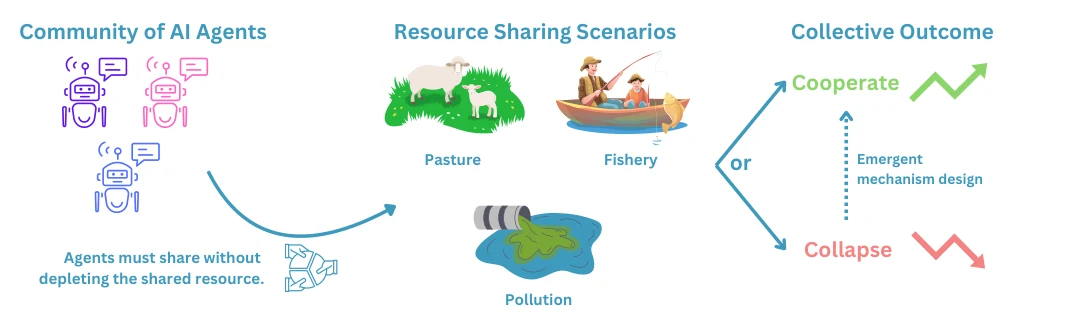 Community of AI Agents
Agents must share without
depleting the shared resource.
Resource Sharing Scenarios
Pasture
Fishery
Pollution
Collective Outcome
Cooperate
or
Emergent
mechanism design
Collapse